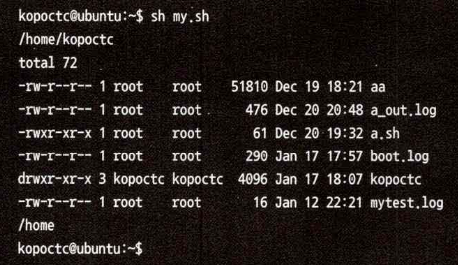 kopoctc@ubuntu:~$ sh my.sh
/home/kopoctc
total 72
-rw-r--r-- 1 root root 51810 Dec 19 18:21 aa
-rw-r--r-- 1 root root 476 Dec 20 20:48 a_out.log
-rwxr-xr-x 1 root root 61 Dec 20 19:32 a.sh
-rw-r--r-- 1 root root 290 Jan 17 17:57 boot.log
drwxr-xr-x 3 kopoctc kopoctc 4096 Jan 17 18:07 kopoctc
-rw-r--r-- 1 root root 16 Jan 12 22:21 mytest.log
/home
kopoctc@ubuntu:~$